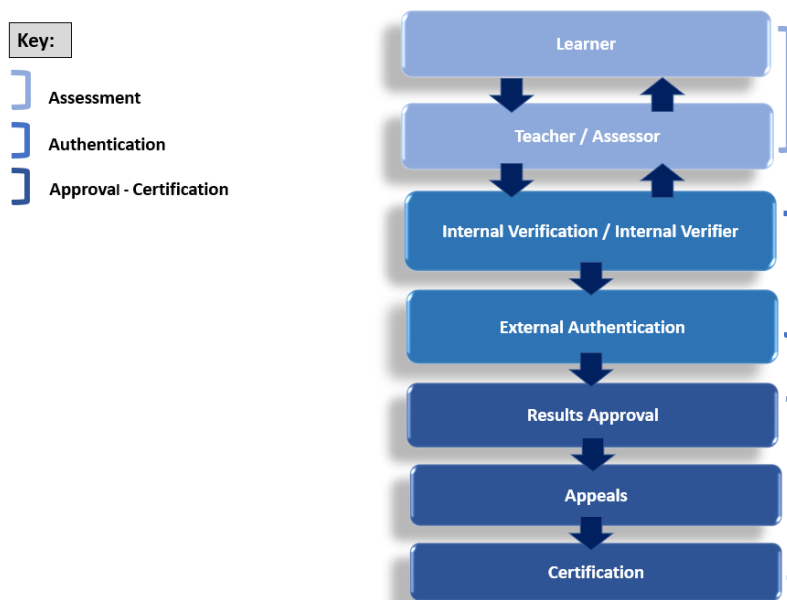 Key:
Assessment
Authentication
Approval - Certification
Learner
Teacher / Assessor
Internal Verification / Internal Verifier
External Authentication
Results Approval
Appeals
Certification